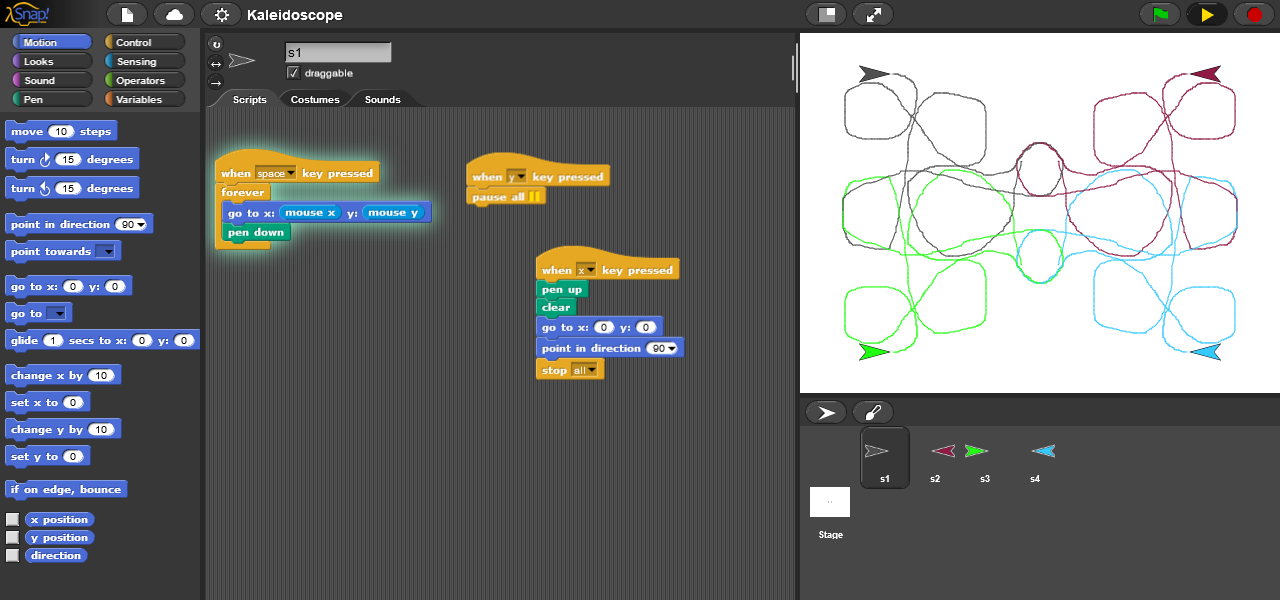 Snap! Kaleidoscope
Motion Control
Looks Sensing
Sound Operators
Pen Variables
move 10 steps
turn 15 degrees
turn 15 degrees
point in direction 90
point towards
go to x: 0 y: 0
go to
glide 1 secs to x: 0 y: 0
change x by 10
set x to 0
change y by 10
set y to 0
if on edge, bounce
x position
y position
direction
s1
draggable
Scripts Costumes Sounds
when space key pressed
forever
go to x: mouse x y: mouse y
pen down
when y key pressed
pause all
when x key pressed
pen up
clear
go to x: 0 y: 0
point in direction 90
stop all
s1 s2 s3 s4
Stage